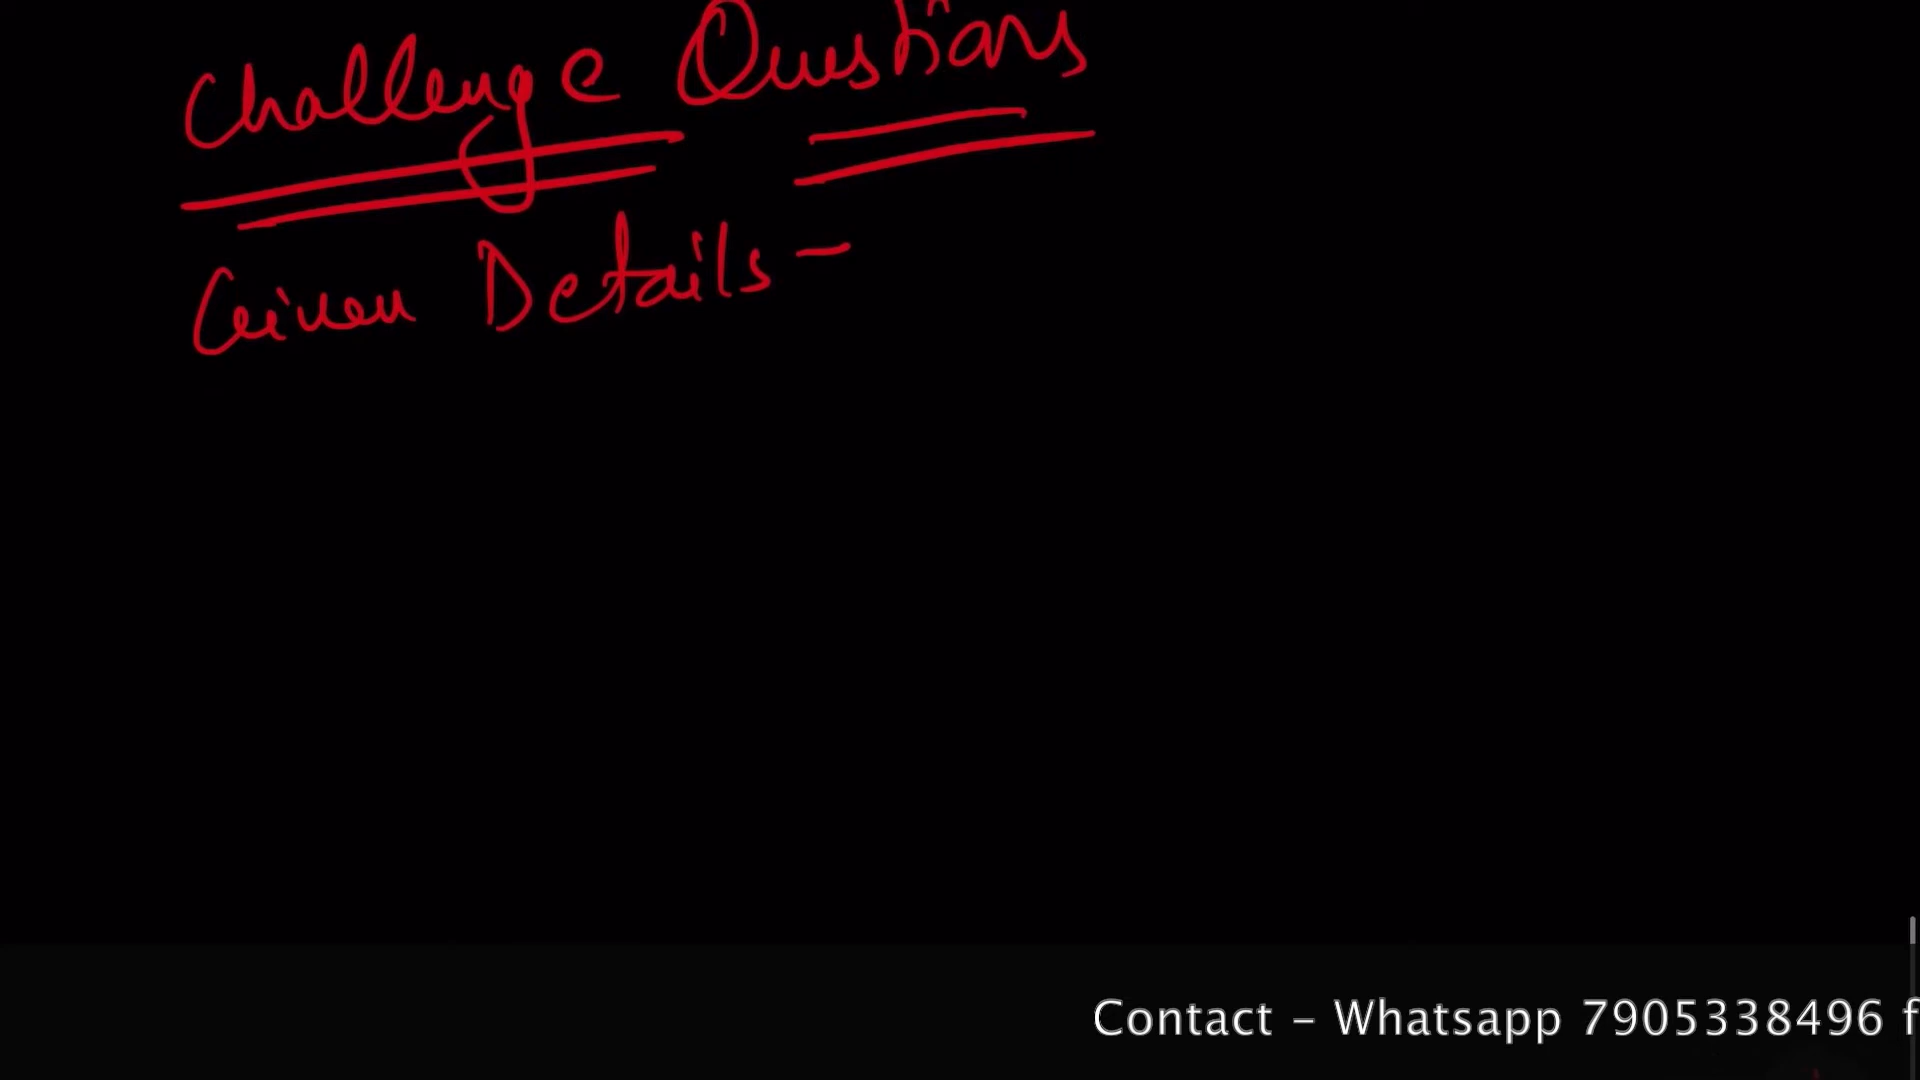 Challenge Questions
Given Details -
Contact - Whatsapp 7905338496 f